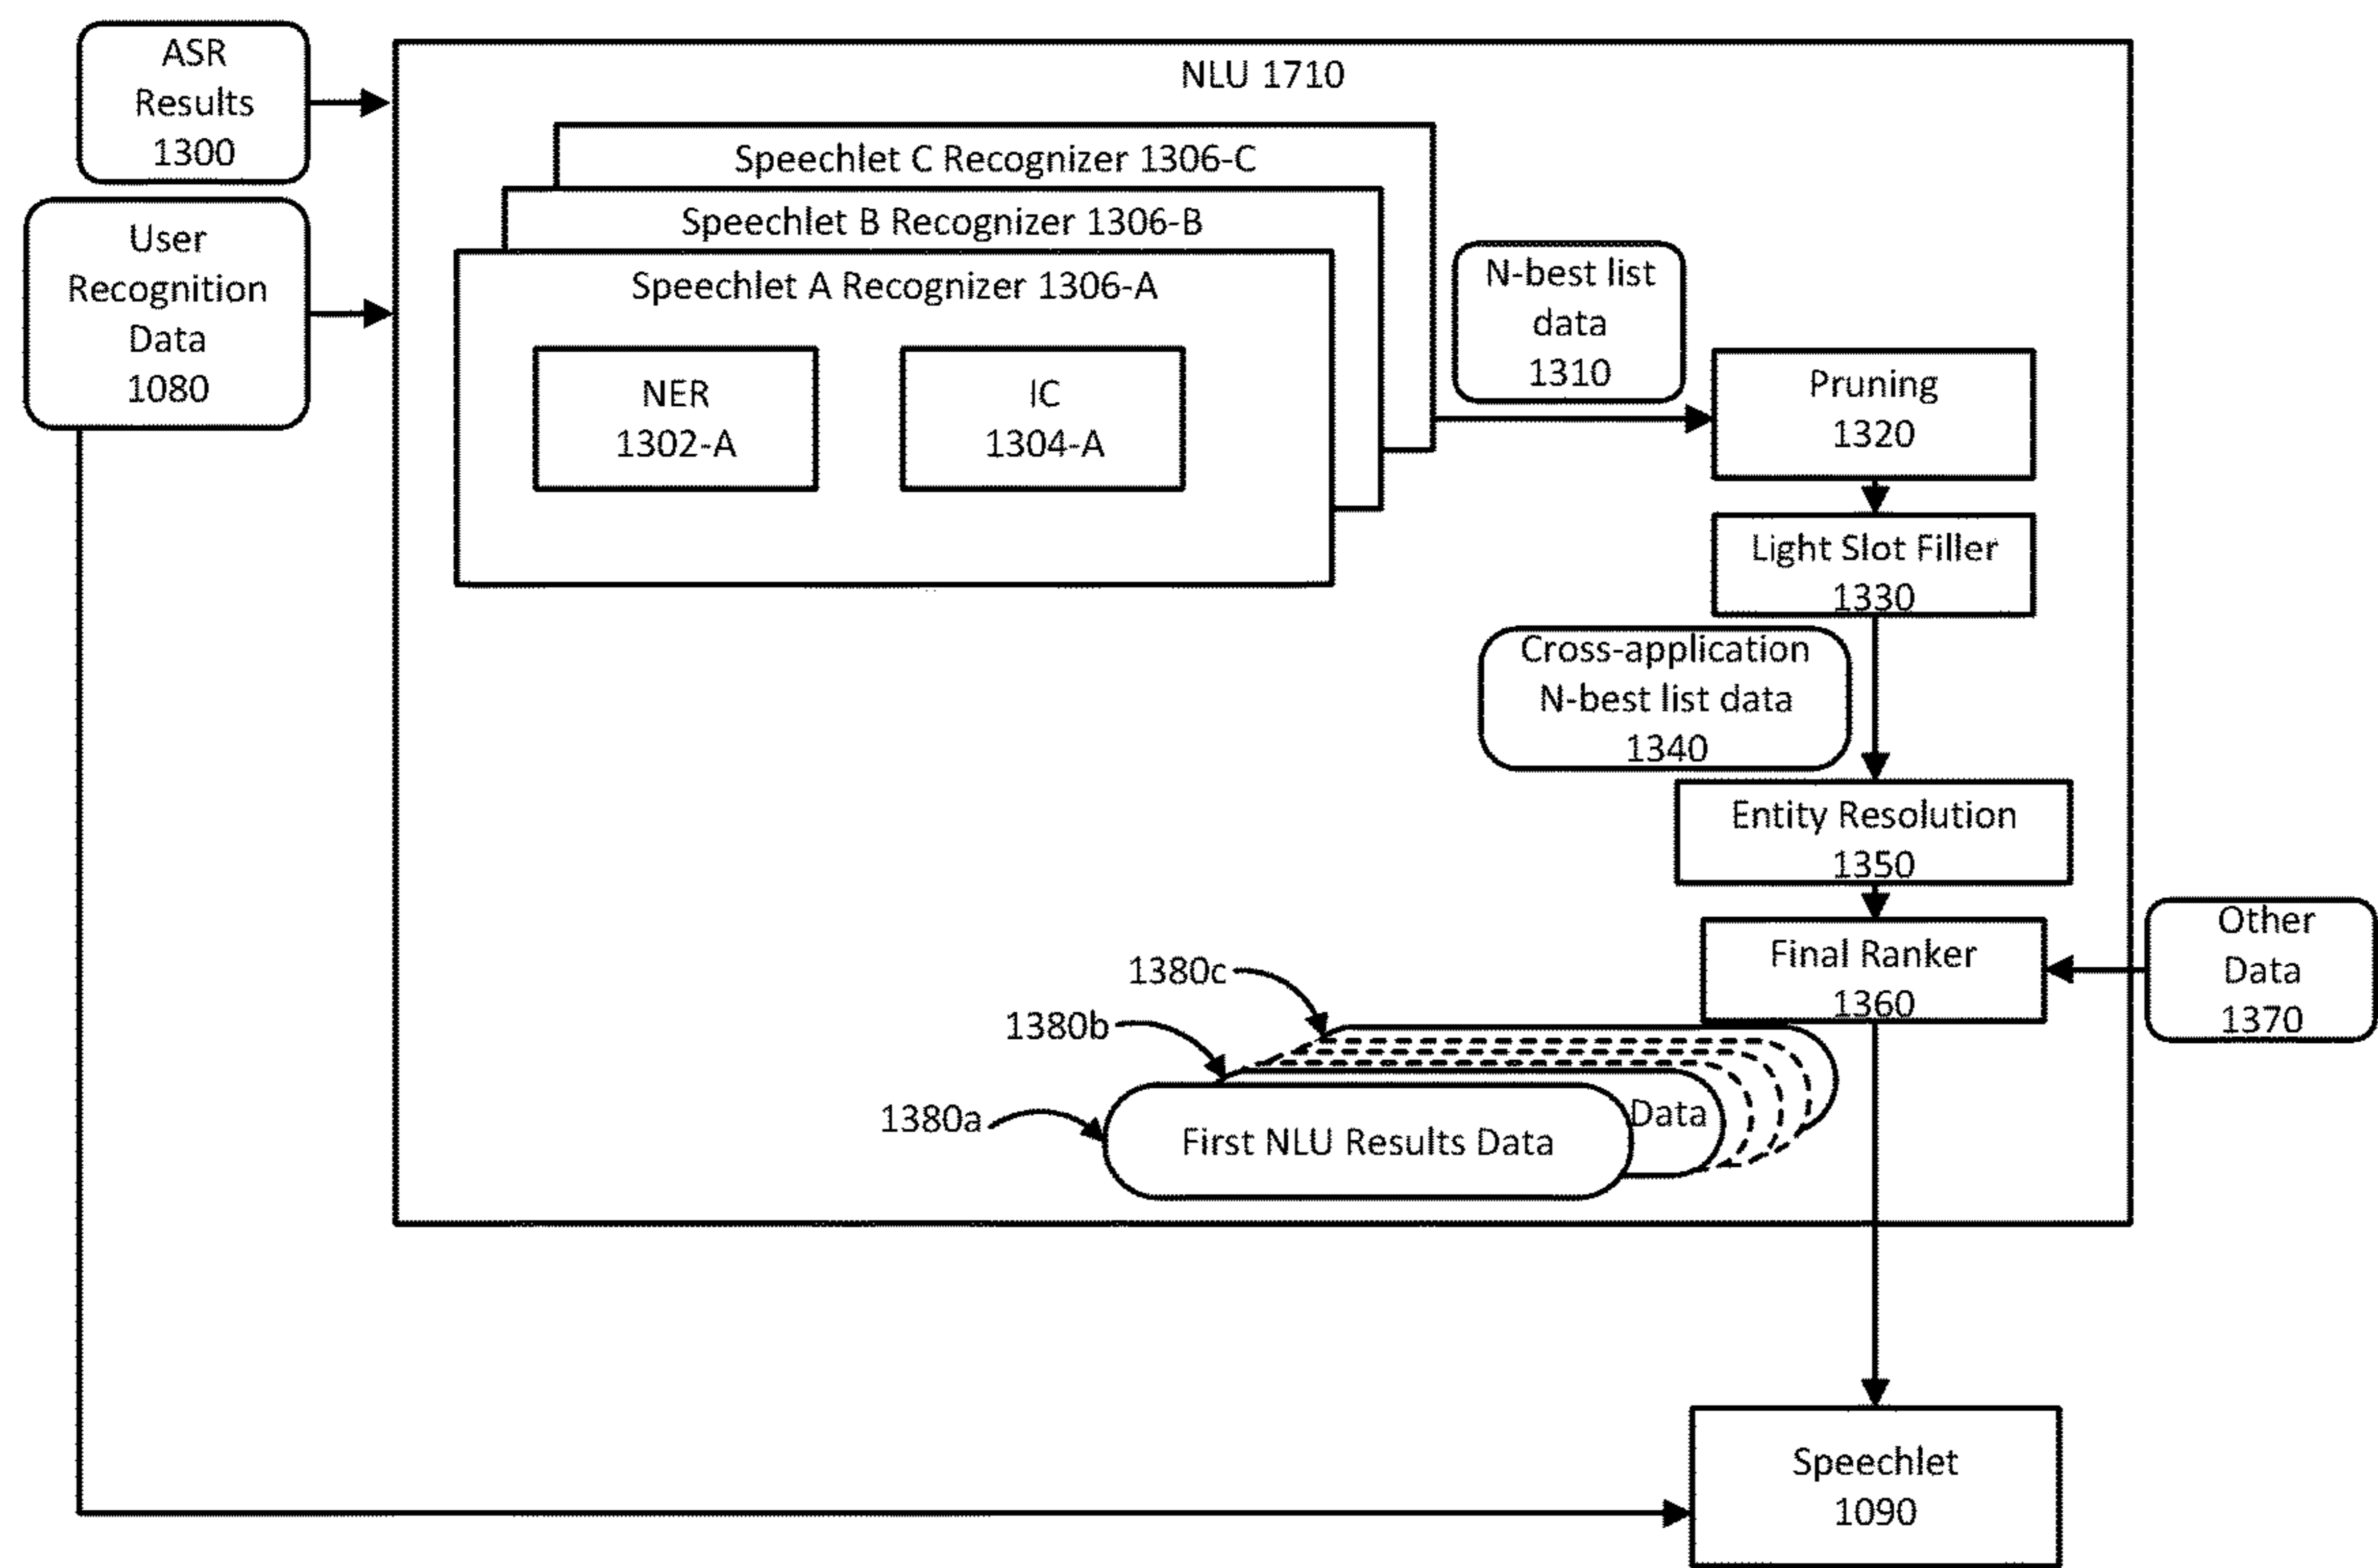 ASR
Results
1300
User
Recognition
Data
1080
NLU 1710
Speechlet C Recognizer 1306-C
Speechlet B Recognizer 1306-B
Speechlet A Recognizer 1306-A
NER
1302-A
IC
1304-A
N-best list
data
1310
Pruning
1320
Light Slot Filler
1330
Cross-application
N-best list data
1340
Entity Resolution
1350
Final Ranker
1360
Other
Data
1370
1380c
1380b
1380a
First NLU Results Data
Data
Speechlet
1090